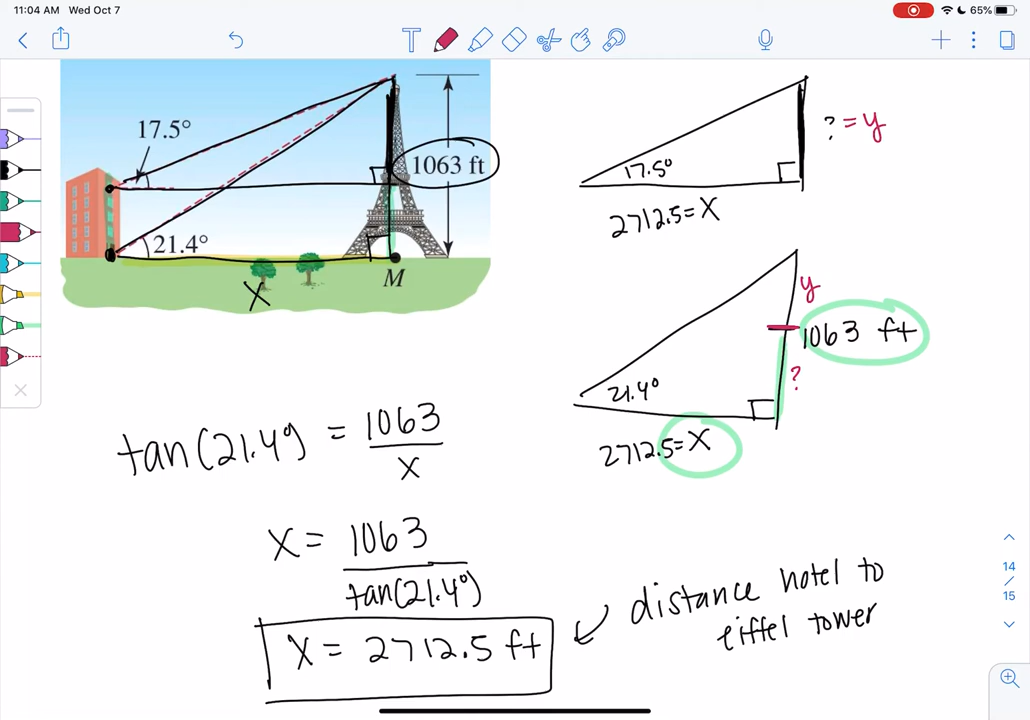 11:04 AM Wed Oct 7
65%
T
17.5°
1063 ft
21.4°
M
X
17.5°
? = y
2712.5 = X
y
1063 ft
?
21.4°
2712.5 = X
tan(21.4°) = 1063
X
X = 1063
tan(21.4°)
X = 2712.5 ft
distance hotel to
eiffel tower
14
/
15